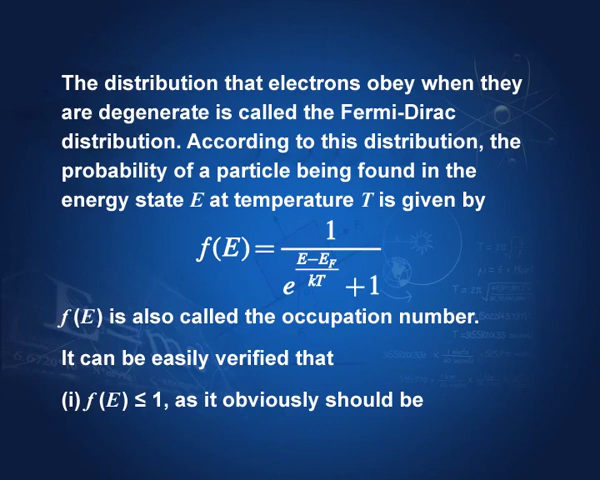 The distribution that electrons obey when they
are degenerate is called the Fermi-Dirac
distribution. According to this distribution, the
probability of a particle being found in the
energy state E at temperature T is given by
f(E) = \frac{1}{e^{\frac{E-E_F}{kT}} + 1}
f (E) is also called the occupation number.
It can be easily verified that
(i) f (E) ≤ 1, as it obviously should be